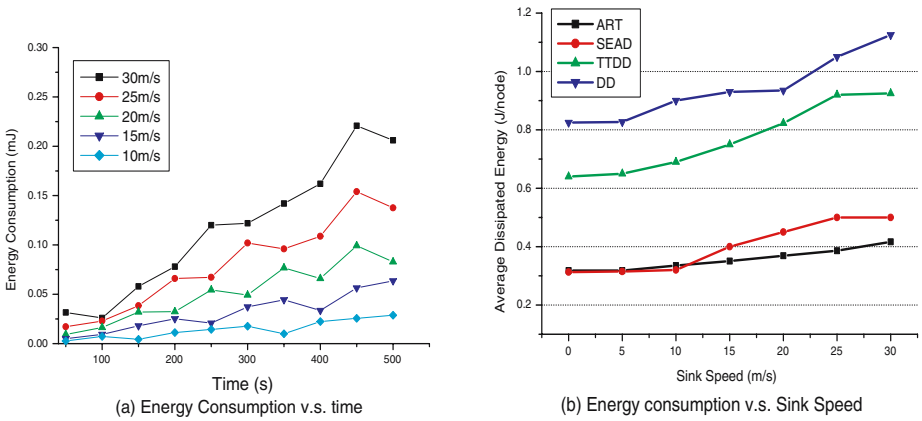 0.30
0.25
0.20
0.15
0.10
0.05
0.00
Energy Consumption (mJ)
30m/s
25m/s
20m/s
15m/s
10m/s
100 200 300 400 500
Time (s)
(a) Energy Consumption v.s. time
ART
SEAD
TTDD
DD
1.2
1.0
0.8
0.6
0.4
0.2
Average Dissipated Energy (J/node)
0 5 10 15 20 25 30
Sink Speed (m/s)
(b) Energy consumption v.s. Sink Speed